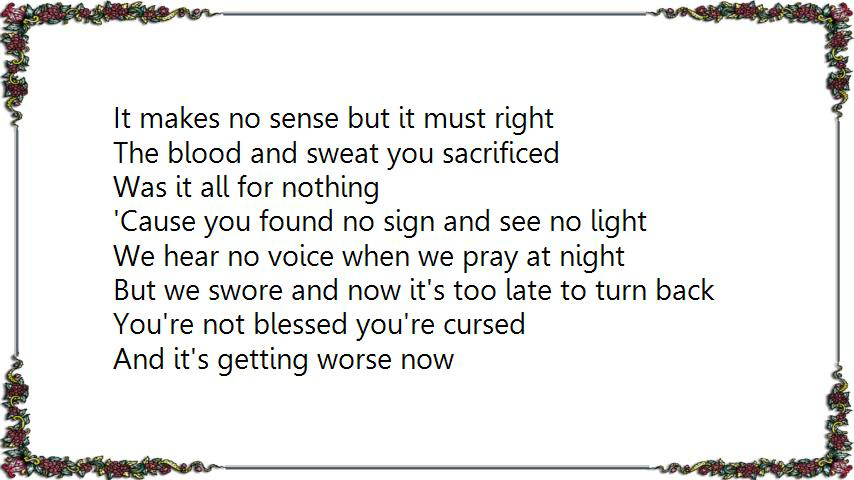 It makes no sense but it must right
The blood and sweat you sacrificed
Was it all for nothing
'Cause you found no sign and see no light
We hear no voice when we pray at night
But we swore and now it's too late to turn back
You're not blessed you're cursed
And it's getting worse now